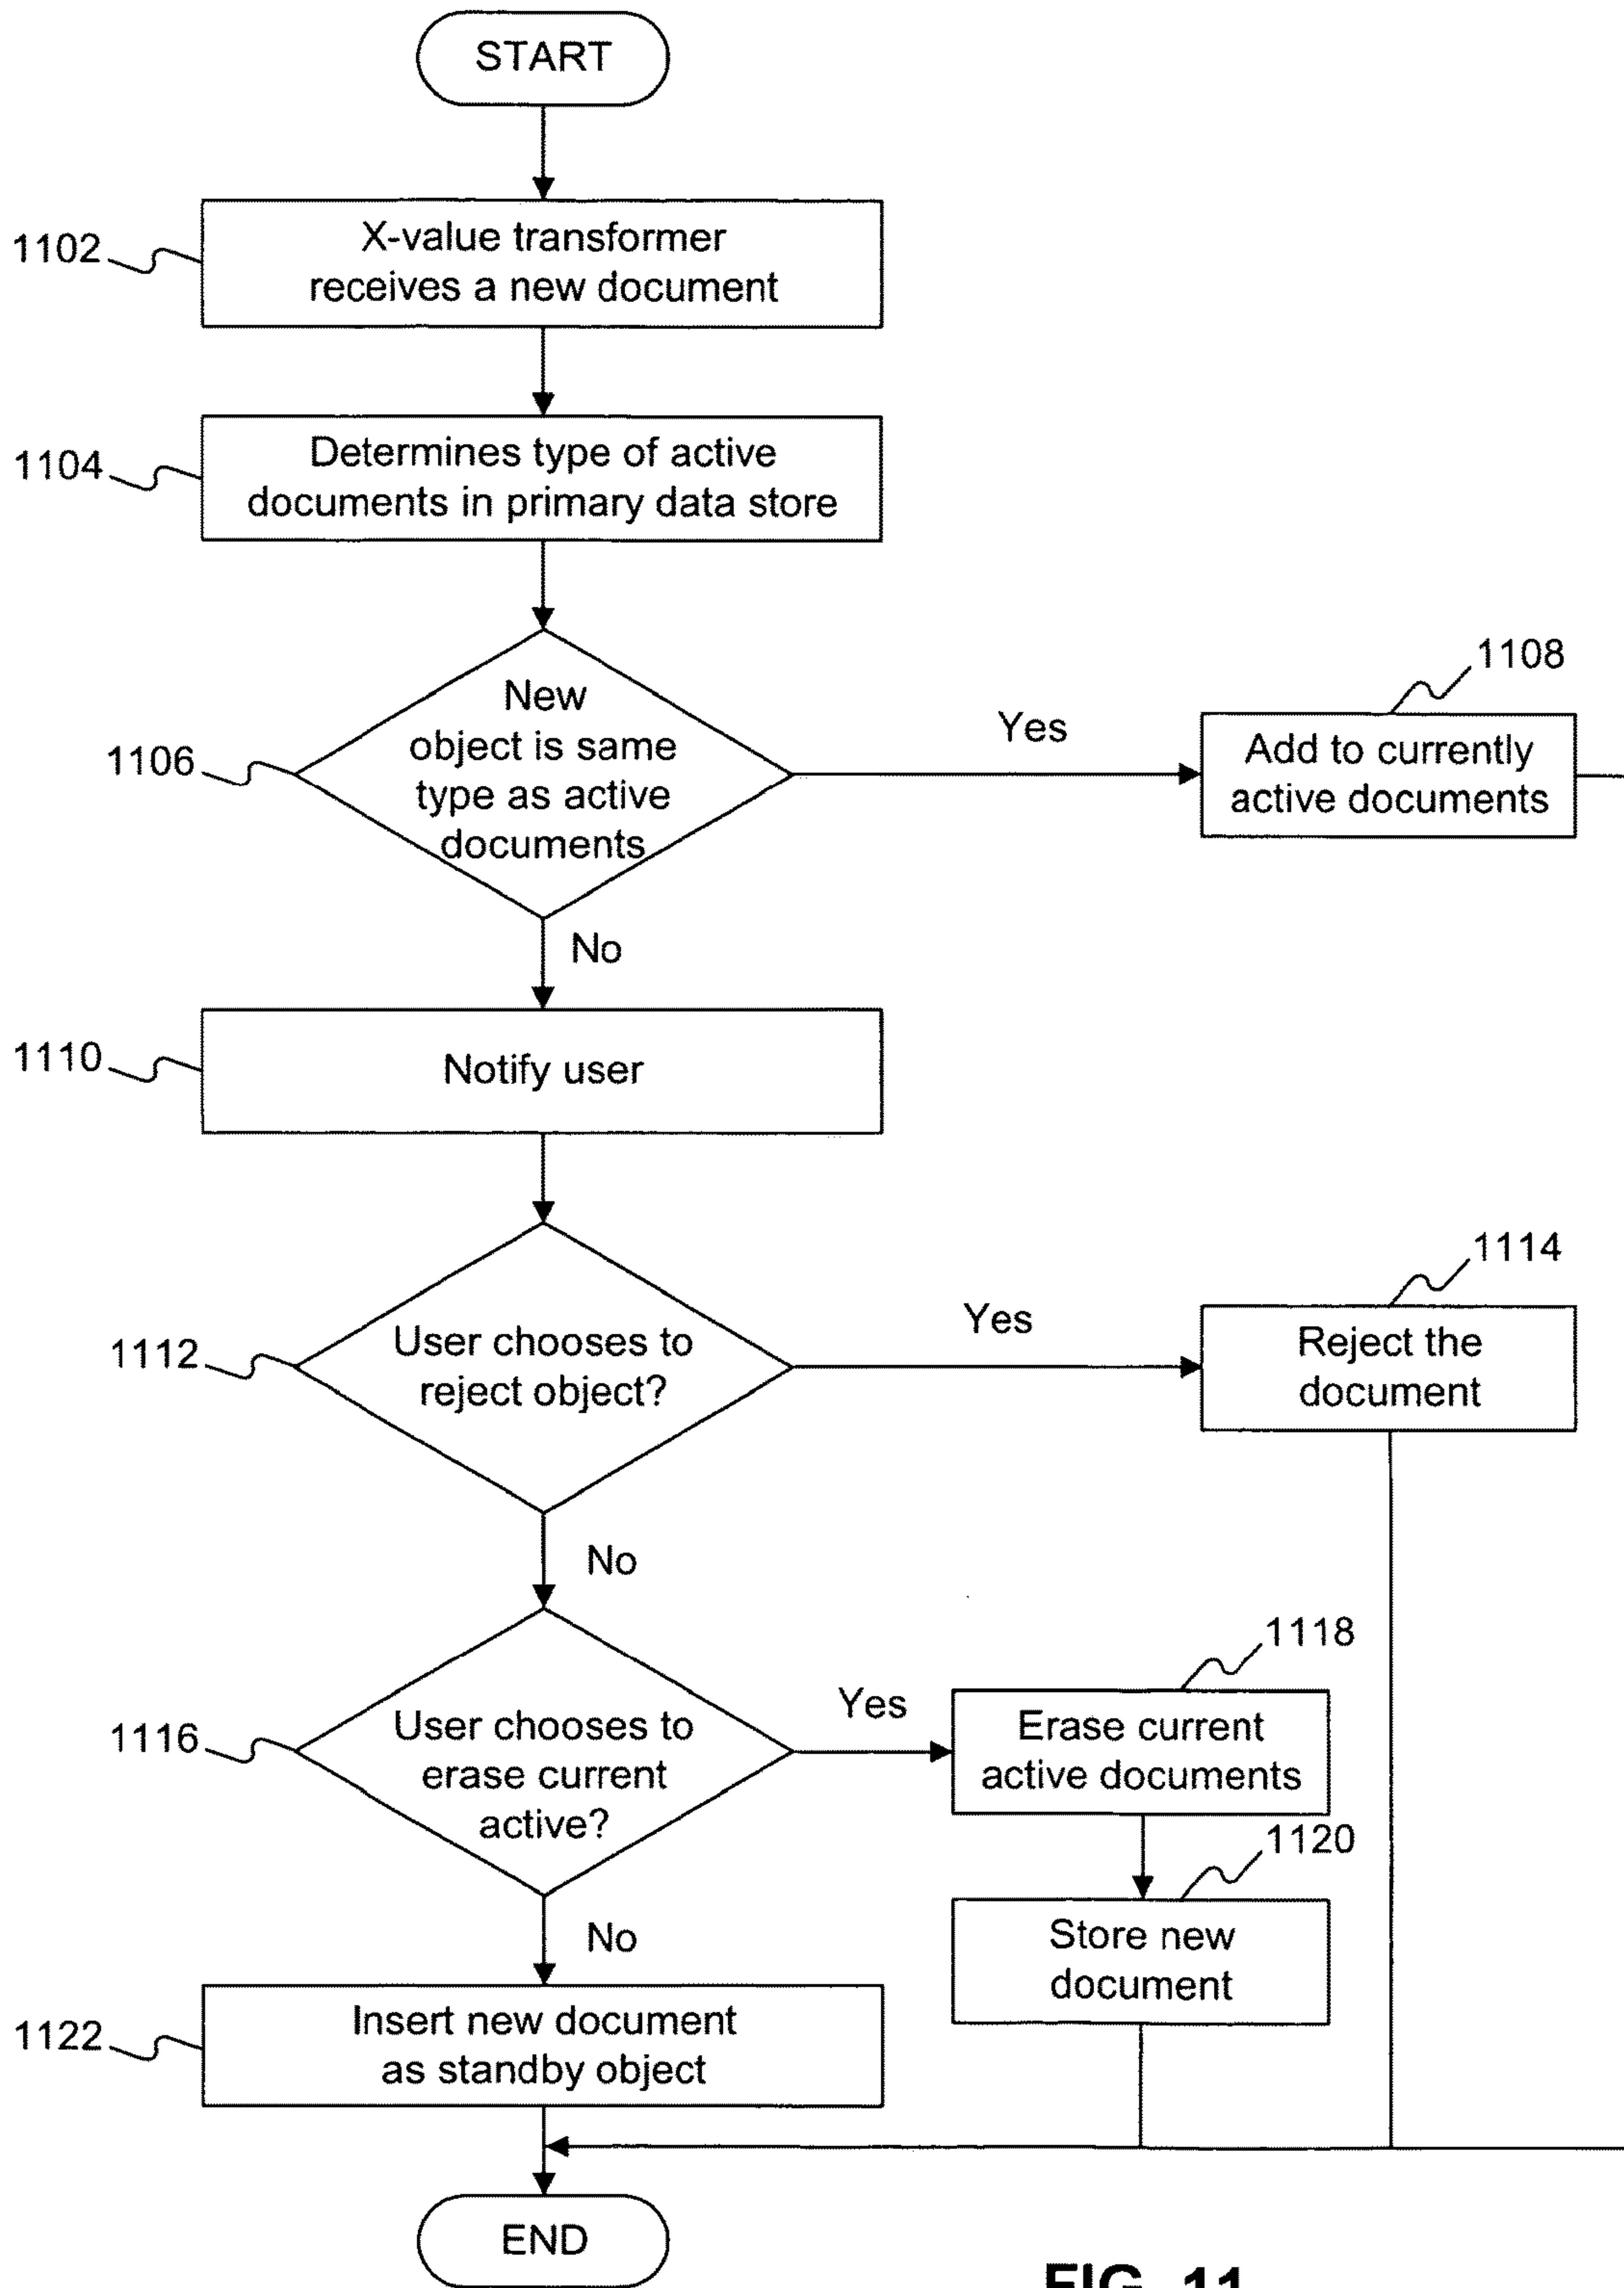 START
1102
X-value transformer
receives a new document
1104
Determines type of active
documents in primary data store
1106
New
object is same
type as active
documents
Yes
1108
Add to currently
active documents
No
1110
Notify user
1112
User chooses to
reject object?
Yes
1114
Reject the
document
No
1116
User chooses to
erase current
active?
Yes
1118
Erase current
active documents
1120
Store new
document
No
1122
Insert new document
as standby object
END
FIG. 11